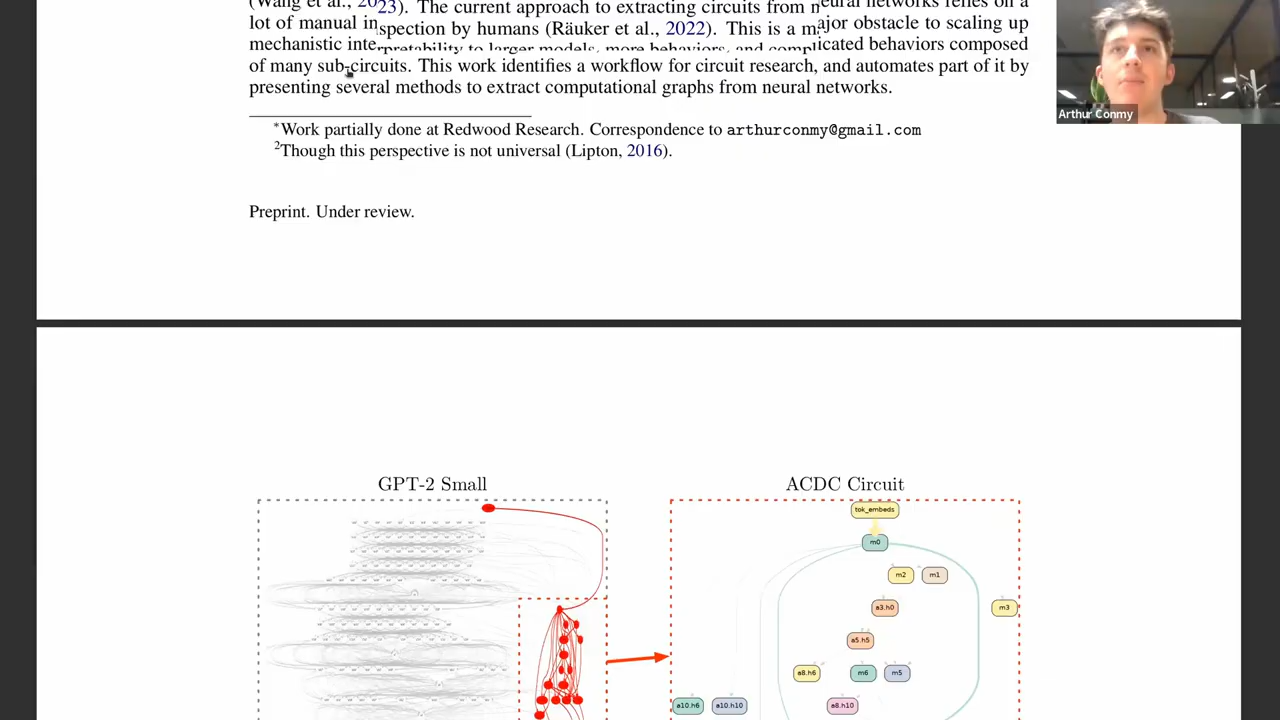 (Wang et al., 2023). The current approach to extracting circuits from neural networks relies on a
lot of manual inspection by humans (Räuker et al., 2022). This is a major obstacle to scaling up
mechanistic interpretability to larger models, more behaviors, and complicated behaviors composed
of many sub-circuits. This work identifies a workflow for circuit research, and automates part of it by
presenting several methods to extract computational graphs from neural networks.
Arthur Conmy
*Work partially done at Redwood Research. Correspondence to arthurconmy@gmail.com
2Though this perspective is not universal (Lipton, 2016).
Preprint. Under review.
GPT-2 Small
ACDC Circuit
tok_embeds
m0
m2 m1
a3.h0 m3
a5.h5
a8.h6 m6 m5
a10.h6 a10.h10 a8.h10